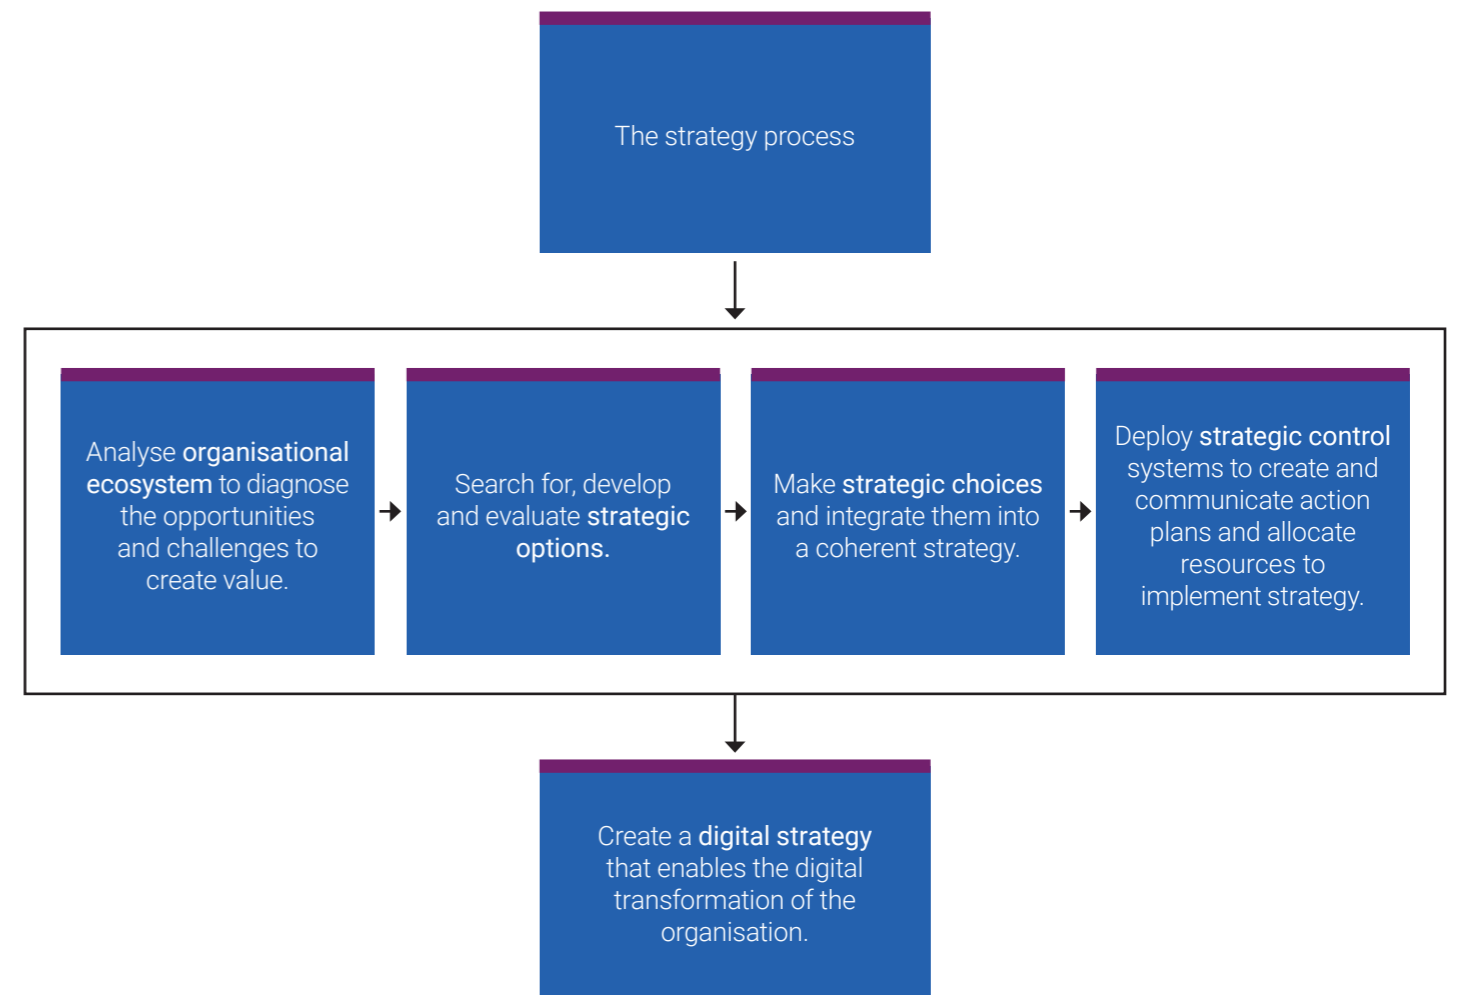 The strategy process
Analyse organisational
ecosystem to diagnose
the opportunities
and challenges to
create value.
Search for, develop
and evaluate strategic
options.
Make strategic choices
and integrate them into
a coherent strategy.
Deploy strategic control
systems to create and
communicate action
plans and allocate
resources to
implement strategy.
Create a digital strategy
that enables the digital
transformation of the
organisation.